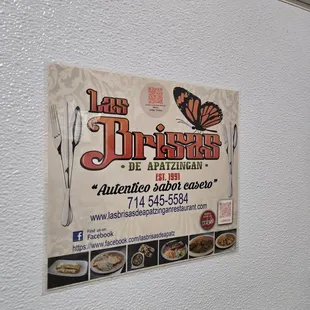 Las
Brisas
- DE APATZINGAN -
EST. 1991
"Autentico sabor casero"
714 545-5584
www.lasbrisasdeapatzinganrestaurant.com
Find us on
Facebook
https://www.facebook.com/lasbrisasdeapatz